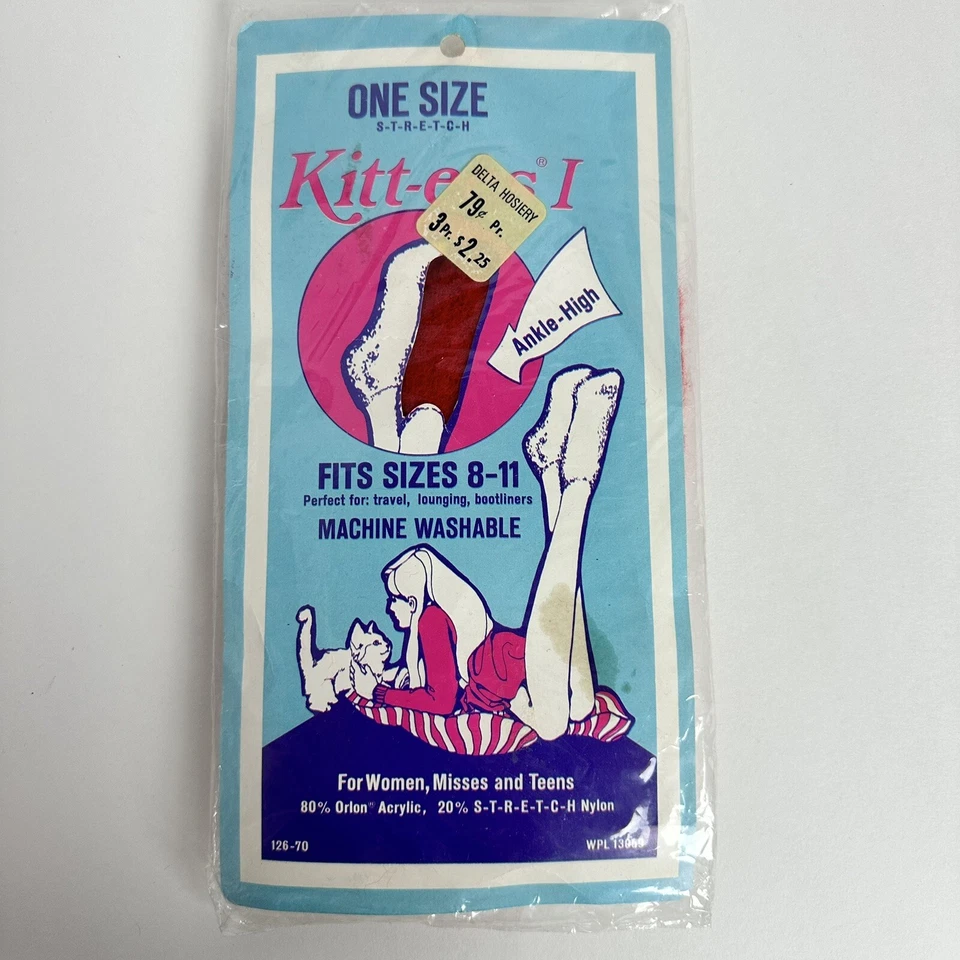 ONE SIZE
S-T-R-E-T-C-H
® I
DELTA HOSIERY
79¢ Pr.
3 Pr. $2.25
Ankle-High
FITS SIZES 8-11
Perfect for: travel, lounging, bootliners
MACHINE WASHABLE
For Women, Misses and Teens
80% Orlon® Acrylic, 20% S-T-R-E-T-C-H Nylon
126-70
WPL